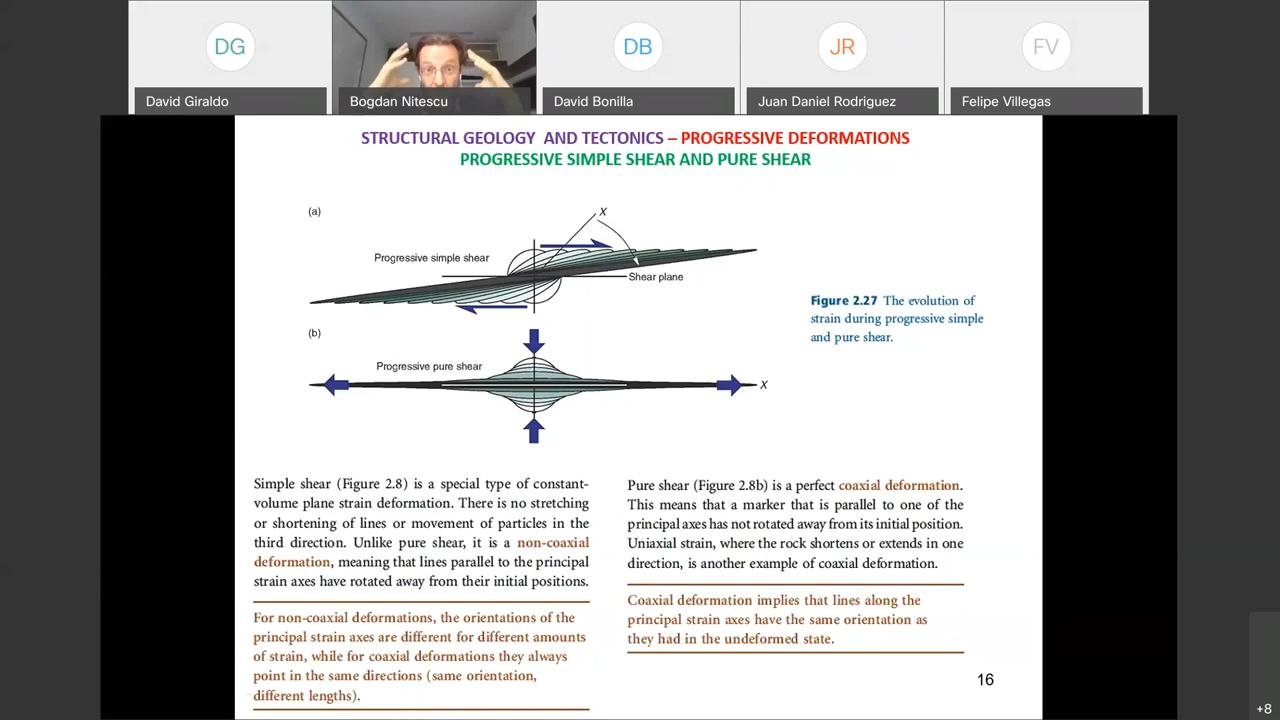 DG
DB
JR
FV
David Giraldo
Bogdan Nitescu
David Bonilla
Juan Daniel Rodriguez
Felipe Villegas
STRUCTURAL GEOLOGY AND TECTONICS – PROGRESSIVE DEFORMATIONS
PROGRESSIVE SIMPLE SHEAR AND PURE SHEAR
(a)
X
Progressive simple shear
Shear plane
(b)
Progressive pure shear
X
Figure 2.27 The evolution of
strain during progressive simple
and pure shear.
Simple shear (Figure 2.8) is a special type of constant-
volume plane strain deformation. There is no stretching
or shortening of lines or movement of particles in the
third direction. Unlike pure shear, it is a non-coaxial
deformation, meaning that lines parallel to the principal
strain axes have rotated away from their initial positions.
For non-coaxial deformations, the orientations of the
principal strain axes are different for different amounts
of strain, while for coaxial deformations they always
point in the same directions (same orientation,
different lengths).
Pure shear (Figure 2.8b) is a perfect coaxial deformation.
This means that a marker that is parallel to one of the
principal axes has not rotated away from its initial position.
Uniaxial strain, where the rock shortens or extends in one
direction, is another example of coaxial deformation.
Coaxial deformation implies that lines along the
principal strain axes have the same orientation as
they had in the undeformed state.
16
+8